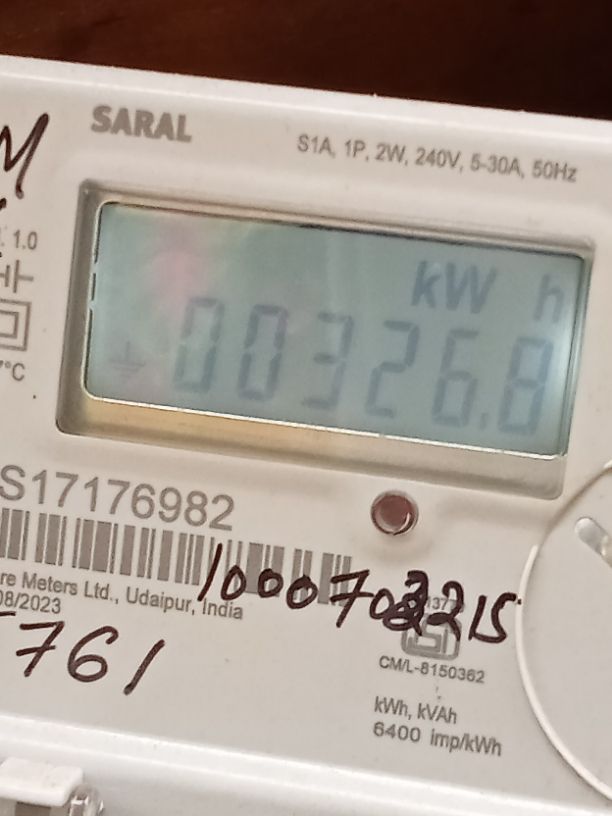 SARAL
S1A, 1P, 2W, 240V, 5-30A, 50Hz
M
1.0
kW h
00326.8
°C
S17176982
re Meters Ltd., Udaipur, India
08/2023
761
CM/L-8150362
kWh, kVAh
6400 imp/kWh